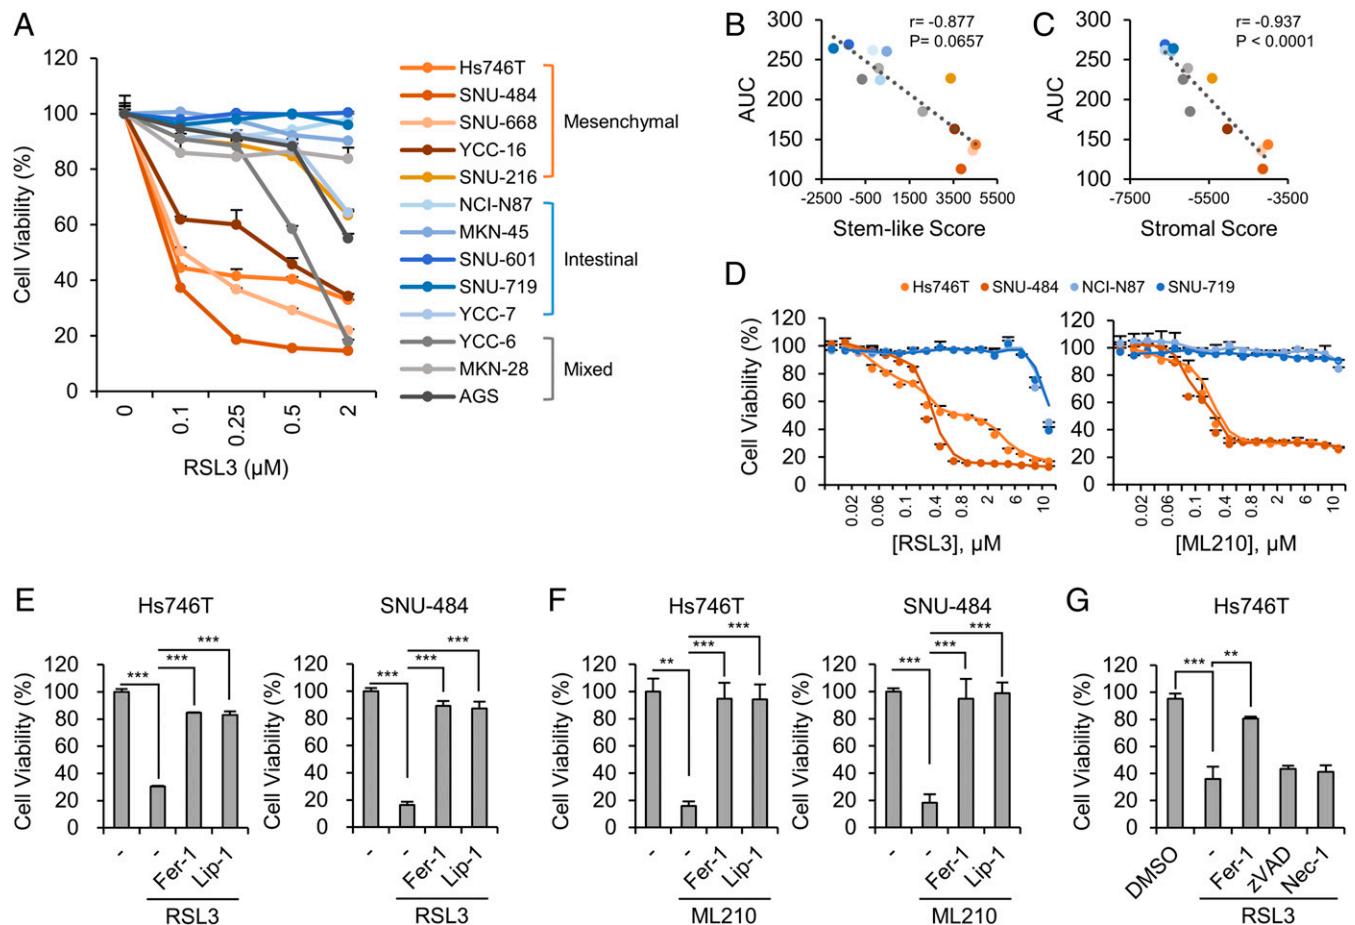 A
120
100
80
60
40
20
0
Cell Viability (%)
0
0.1
0.25
0.5
2
RSL3 (µM)
Hs746T
SNU-484
SNU-668
YCC-16
SNU-216
NCI-N87
MKN-45
SNU-601
SNU-719
YCC-7
YCC-6
MKN-28
AGS
Mesenchymal
Intestinal
Mixed
B
r= -0.877
P= 0.0657
AUC
300
250
200
150
100
-2500 -500 1500 3500 5500
Stem-like Score
C
r= -0.937
P < 0.0001
AUC
300
250
200
150
100
-7500 -5500 -3500
Stromal Score
D
Hs746T SNU-484 NCI-N87 SNU-719
Cell Viability (%)
120
100
80
60
40
20
0
0.02 0.06 0.1 0.4 0.8 2 6 10
[RSL3], µM
120
100
80
60
40
20
0
0.02 0.06 0.1 0.4 0.8 2 6 10
[ML210], µM
E
Hs746T
***
***
***
Cell Viability (%)
120
100
80
60
40
20
0
- - Fer-1 Lip-1
RSL3
SNU-484
***
***
***
Cell Viability (%)
120
100
80
60
40
20
0
- - Fer-1 Lip-1
RSL3
F
Hs746T
***
***
**
Cell Viability (%)
120
100
80
60
40
20
0
- - Fer-1 Lip-1
ML210
SNU-484
***
***
***
Cell Viability (%)
120
100
80
60
40
20
0
- - Fer-1 Lip-1
ML210
G
Hs746T
*** **
Cell Viability (%)
120
100
80
60
40
20
0
DMSO - Fer-1 zVAD Nec-1
RSL3